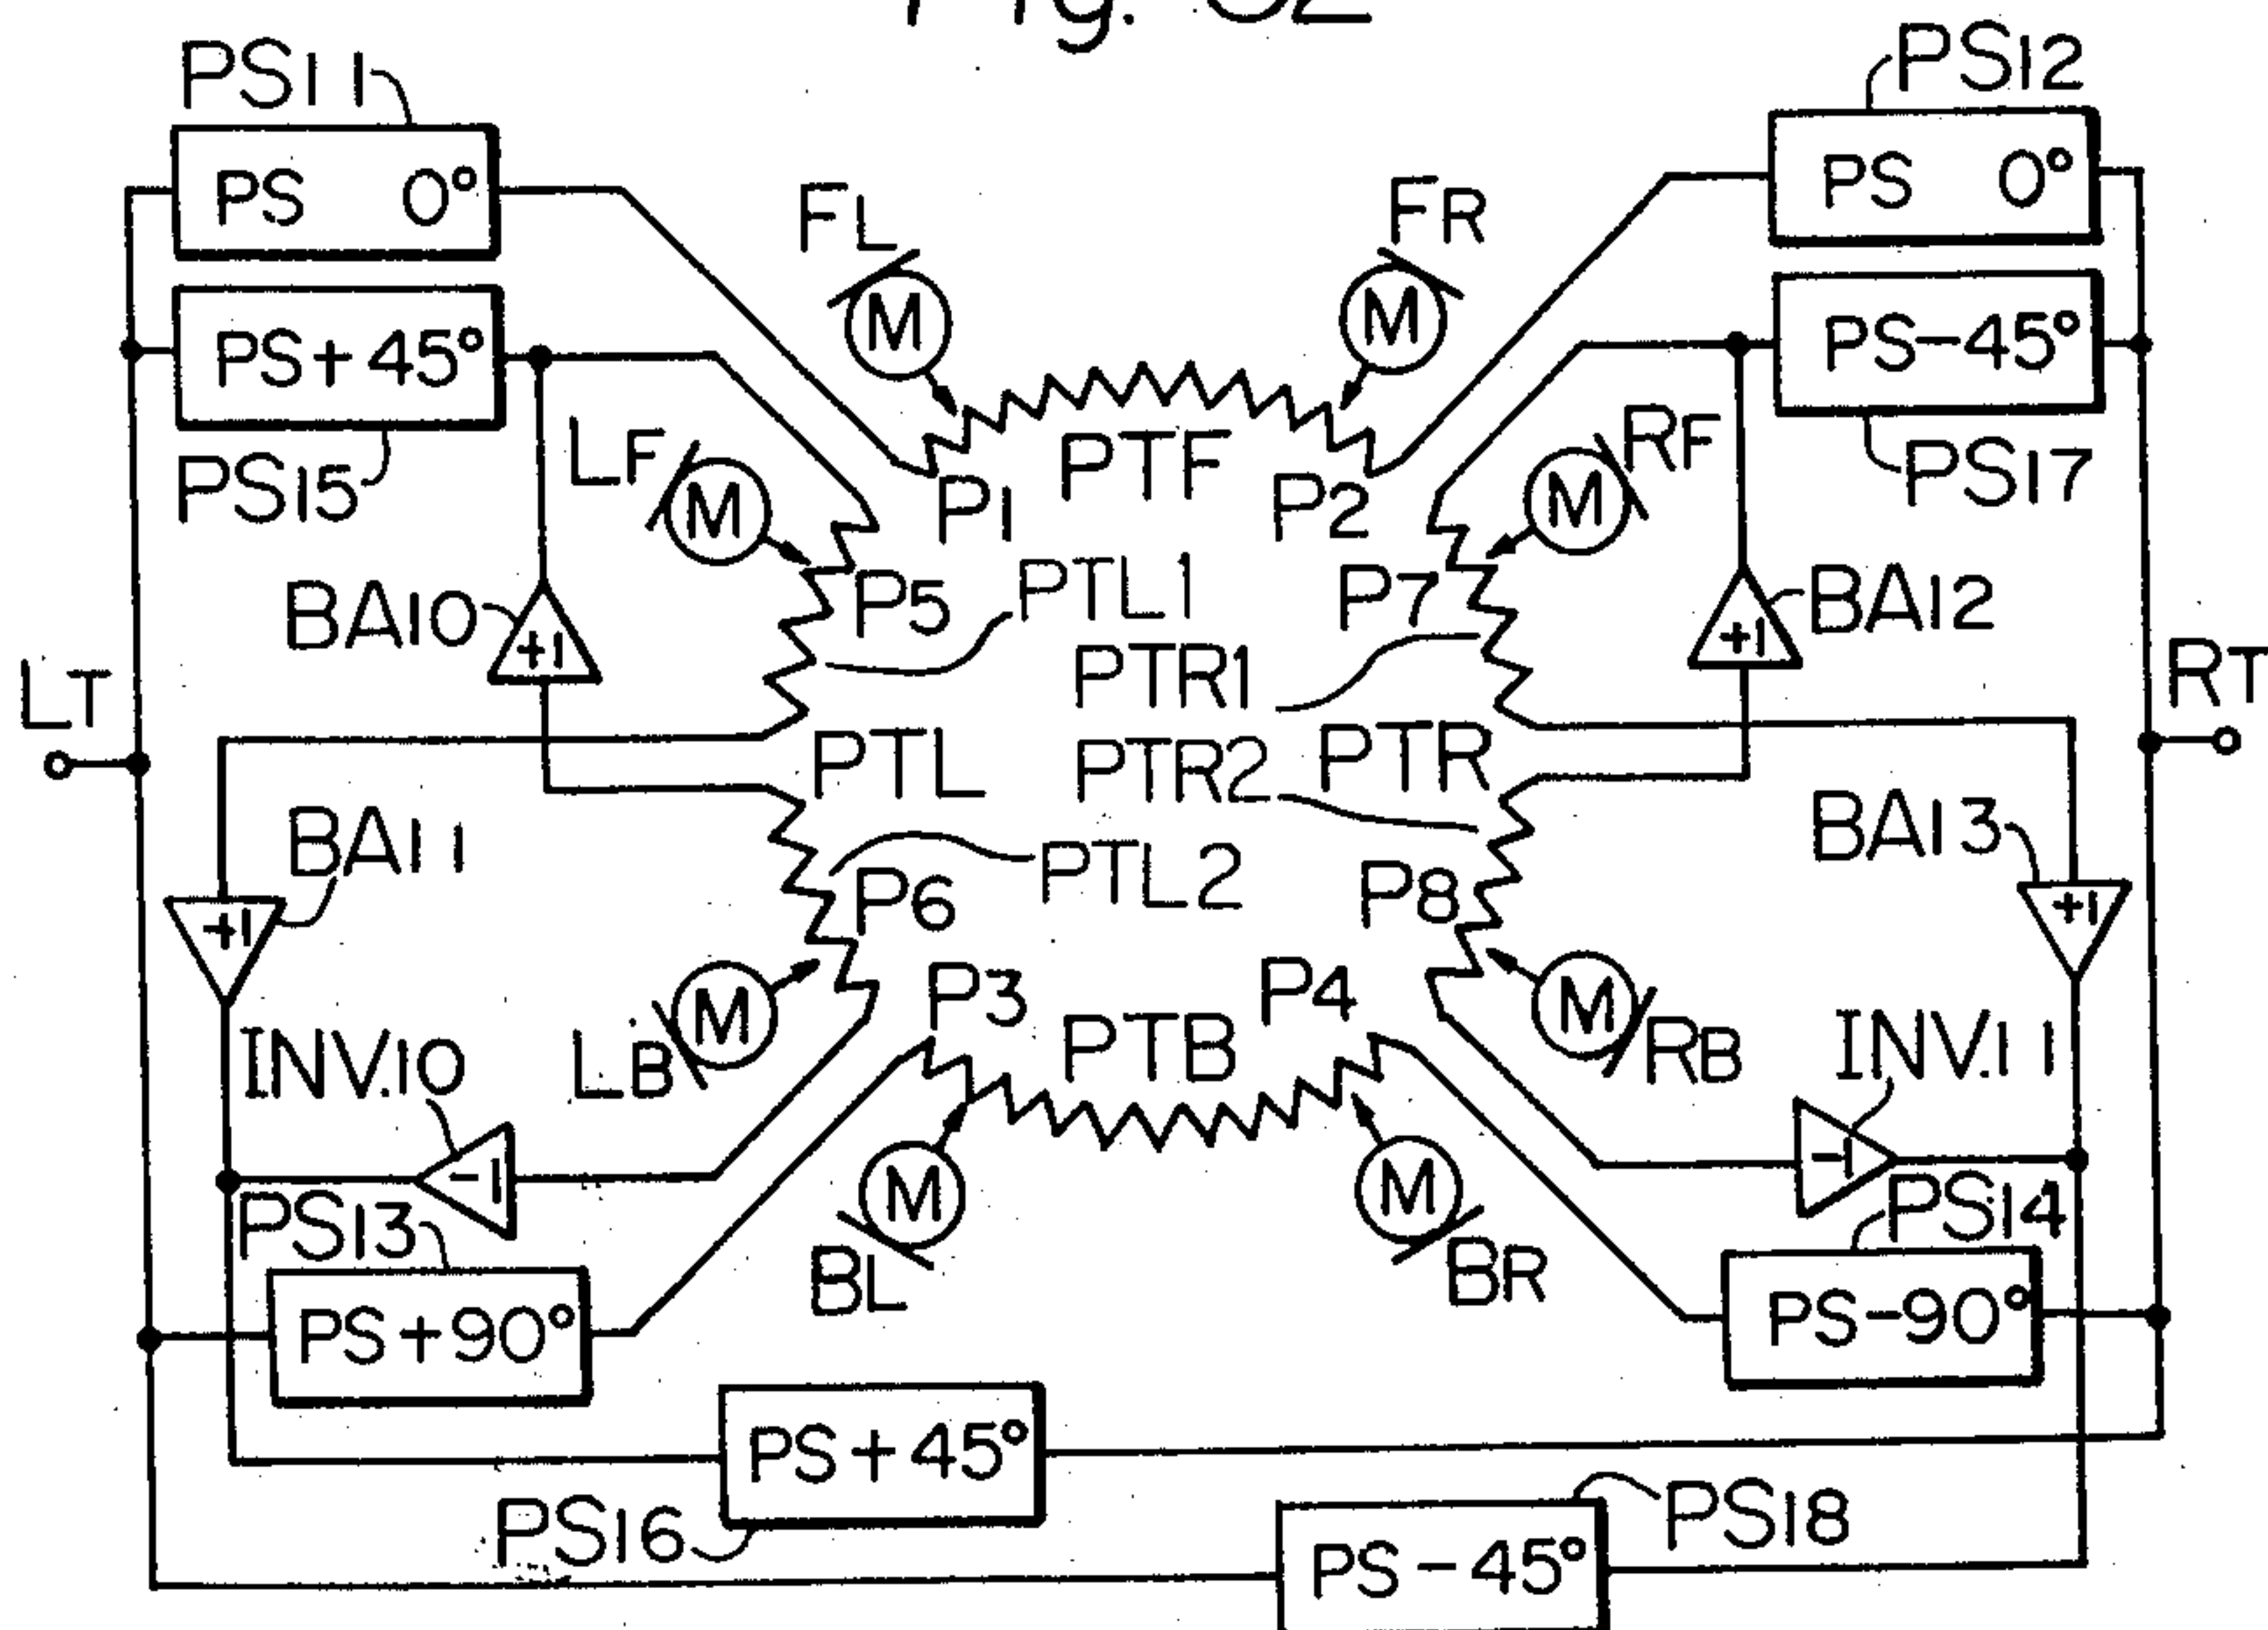 PS11
PS12
PS 0°
PS 0°
FL
FR
M
M
PS+45°
PS-45°
PS15
PS17
LF
RF
M
M
PTF
P1
P2
P5
P7
PTL1
PTR1
BA10
BA12
+1
+1
LT
RT
PTL
PTR2
PTR
BA11
BA13
PTL2
P6
P8
+1
+1
P3
P4
M
M
LB
RB
PTB
INV.10
INV.11
-1
-1
M
M
PS13
PS14
BL
BR
PS+90°
PS-90°
PS+45°
PS16
PS18
PS-45°